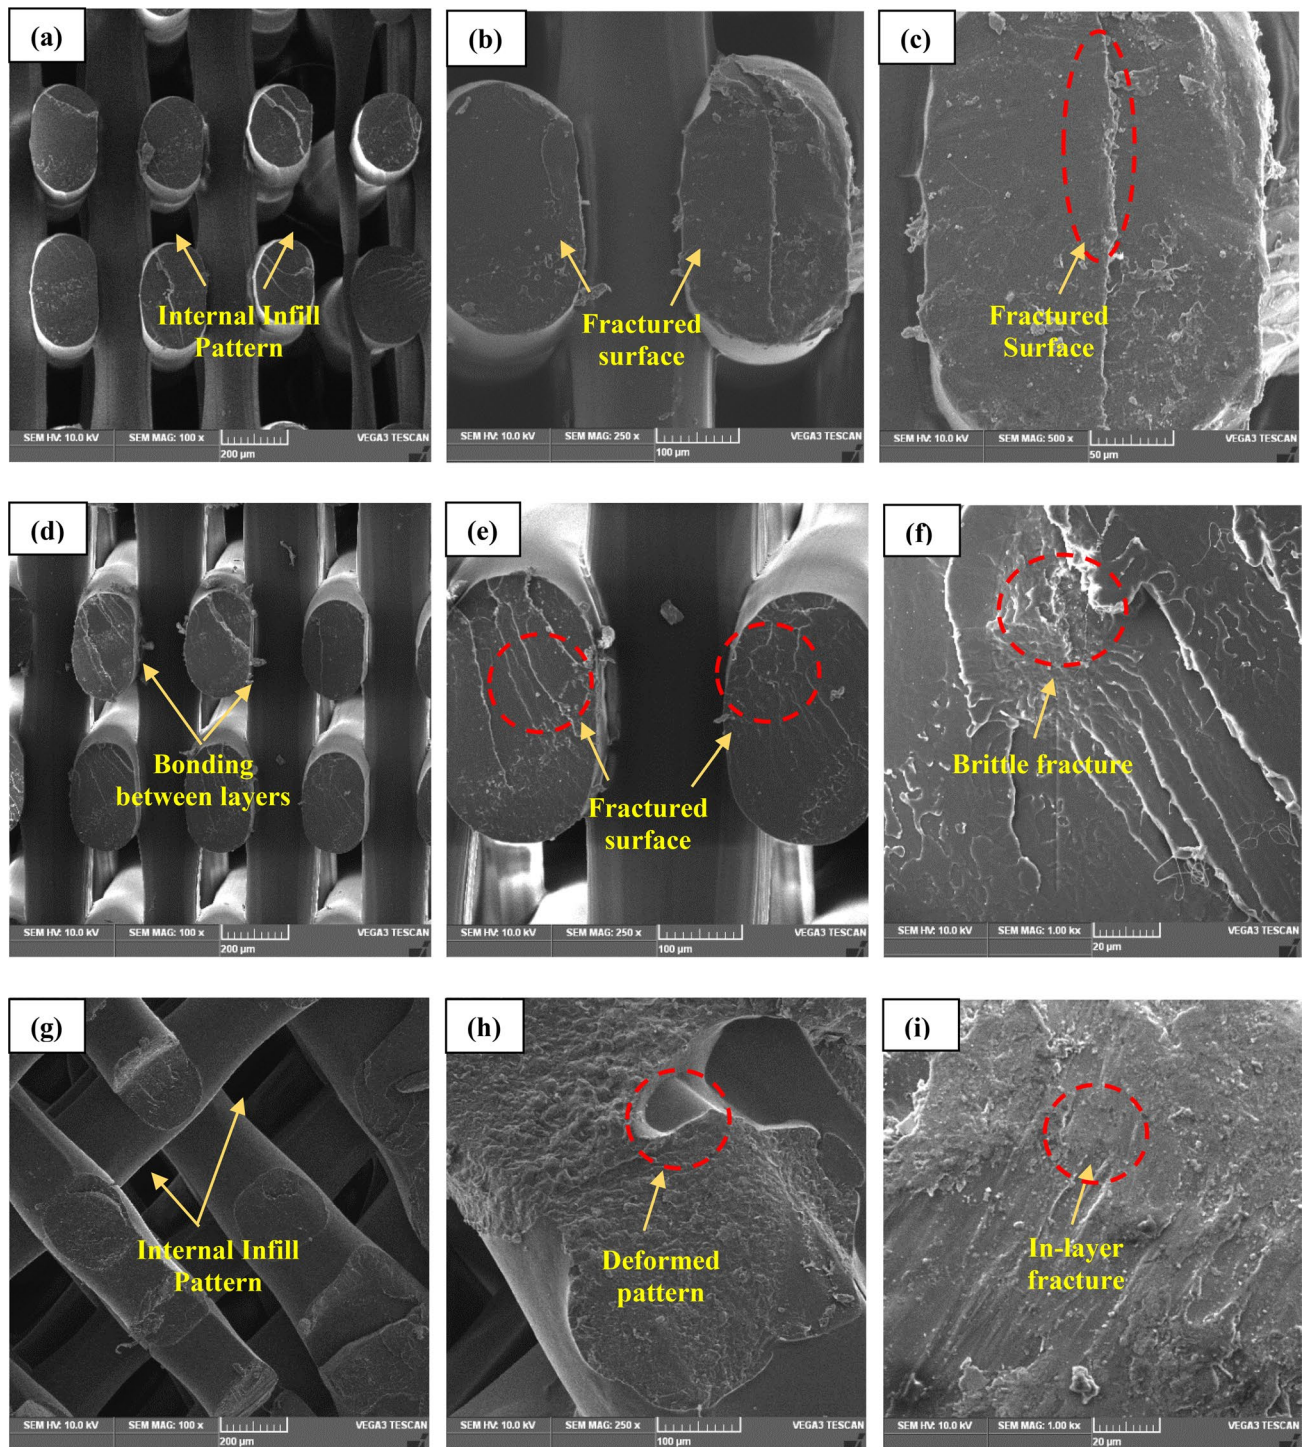 (a)
Internal Infill
Pattern
SEM HV: 10.0 kV SEM MAG: 100 x VEGA3 TESCAN
200 µm
(b)
Fractured
surface
SEM HV: 10.0 kV SEM MAG: 250 x VEGA3 TESCAN
100 µm
(c)
Fractured
Surface
SEM HV: 10.0 kV SEM MAG: 500 x VEGA3 TESCAN
50 µm
(d)
Bonding
between layers
SEM HV: 10.0 kV SEM MAG: 100 x VEGA3 TESCAN
200 µm
(e)
Fractured
surface
SEM HV: 10.0 kV SEM MAG: 250 x VEGA3 TESCAN
100 µm
(f)
Brittle fracture
SEM HV: 10.0 kV SEM MAG: 1.00 kx VEGA3 TESCAN
20 µm
(g)
Internal Infill
Pattern
SEM HV: 10.0 kV SEM MAG: 100 x VEGA3 TESCAN
200 µm
(h)
Deformed
pattern
SEM HV: 10.0 kV SEM MAG: 250 x VEGA3 TESCAN
100 µm
(i)
In-layer
fracture
SEM HV: 10.0 kV SEM MAG: 1.00 kx VEGA3 TESCAN
20 µm